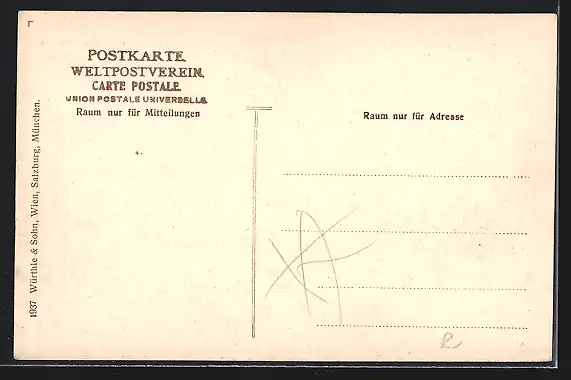 POSTKARTE.
WELTPOSTVEREIN.
CARTE POSTALE.
UNION POSTALE UNIVERSELLE.
Raum nur für Mitteilungen
Raum nur für Adresse
1937 Würthle & Sohn, Wien, Salzburg, München.